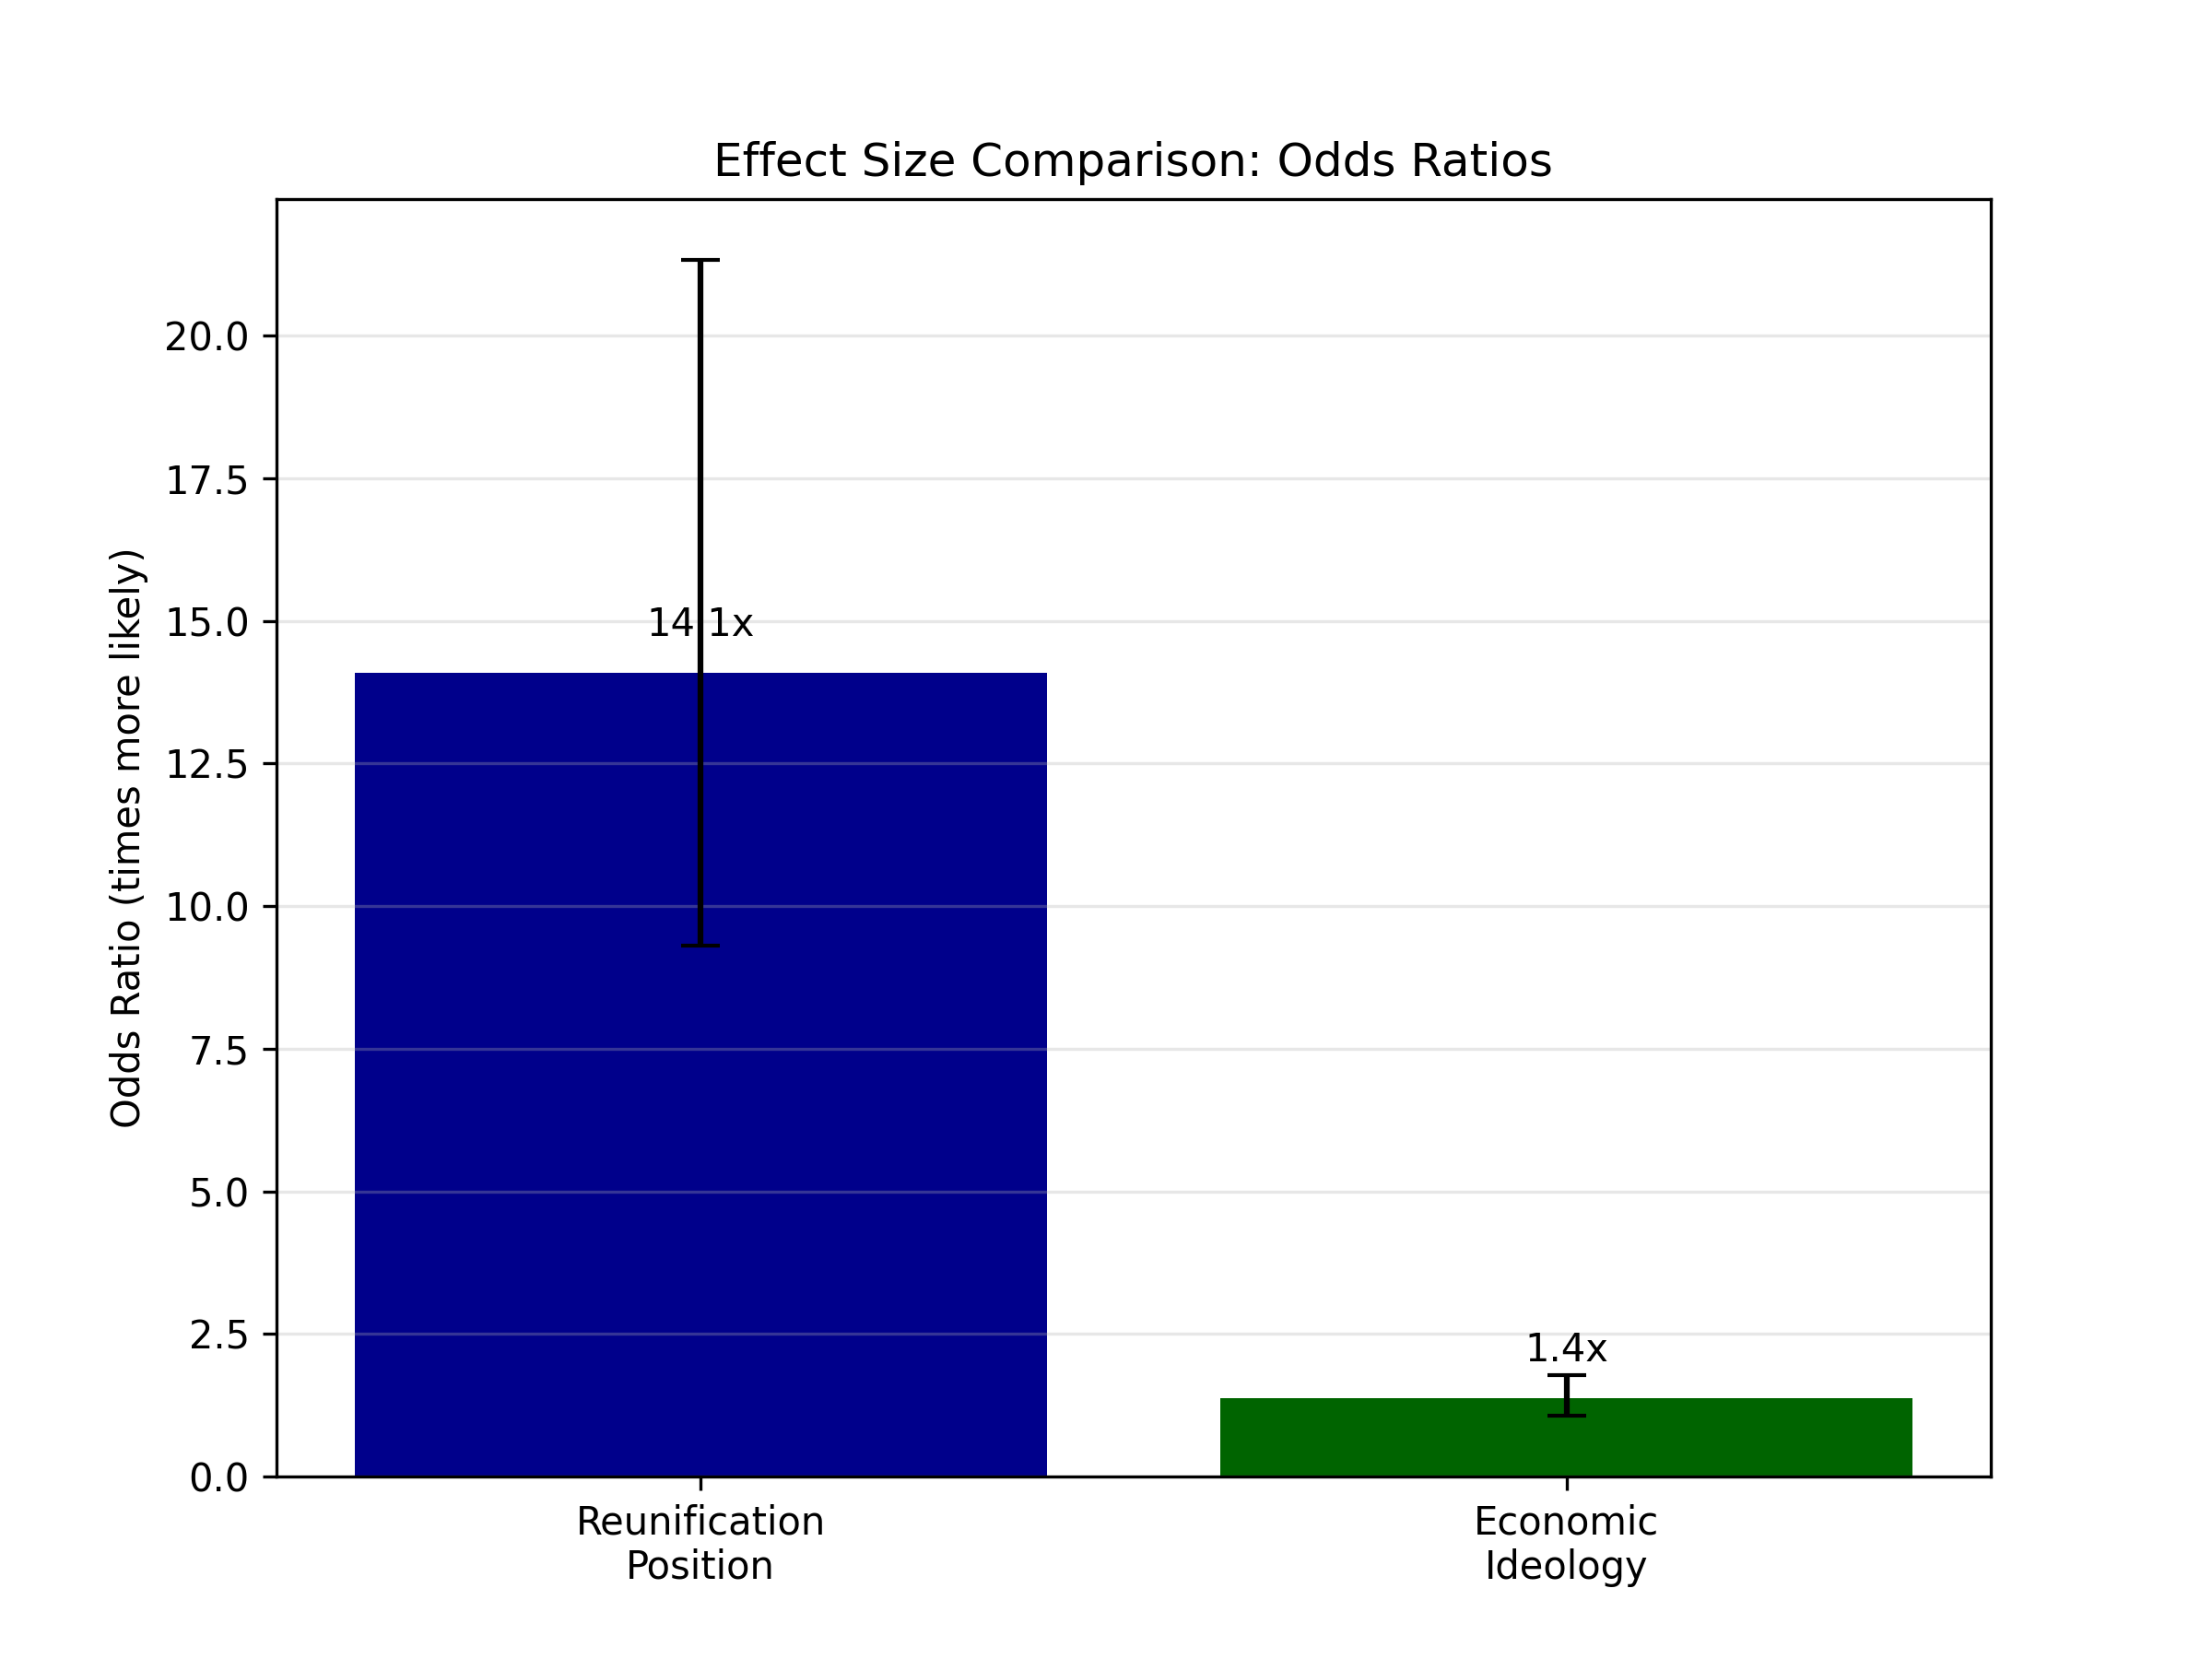 Effect Size Comparison: Odds Ratios
Odds Ratio (times more likely)
20.0
17.5
15.0
12.5
10.0
7.5
5.0
2.5
0.0
14.1x
1.4x
Reunification
Position
Economic
Ideology